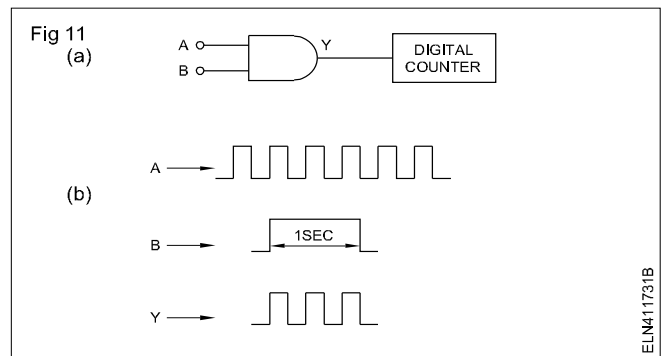 Fig 11
(a)
A
B
Y
DIGITAL
COUNTER
(b)
A
B
1SEC
Y
ELN411731B